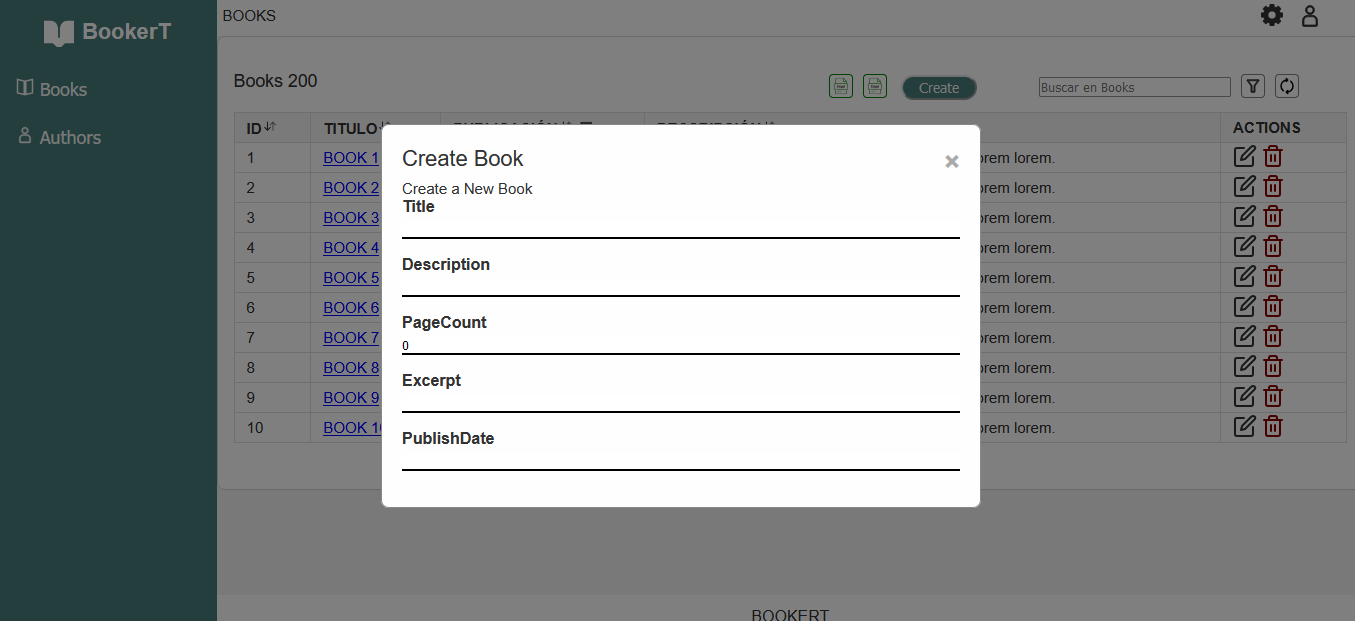 BookerT
BOOKS
Books
Authors
Books 200
Create
Buscar en Books
ID
TITULO
ACTIONS
1
BOOK 1
orem lorem.
2
BOOK 2
orem lorem.
3
BOOK 3
orem lorem.
4
BOOK 4
orem lorem.
5
BOOK 5
orem lorem.
6
BOOK 6
orem lorem.
7
BOOK 7
orem lorem.
8
BOOK 8
orem lorem.
9
BOOK 9
orem lorem.
10
BOOK 10
orem lorem.
Create Book
×
Create a New Book
Title
Description
PageCount
0
Excerpt
PublishDate
BOOKERT